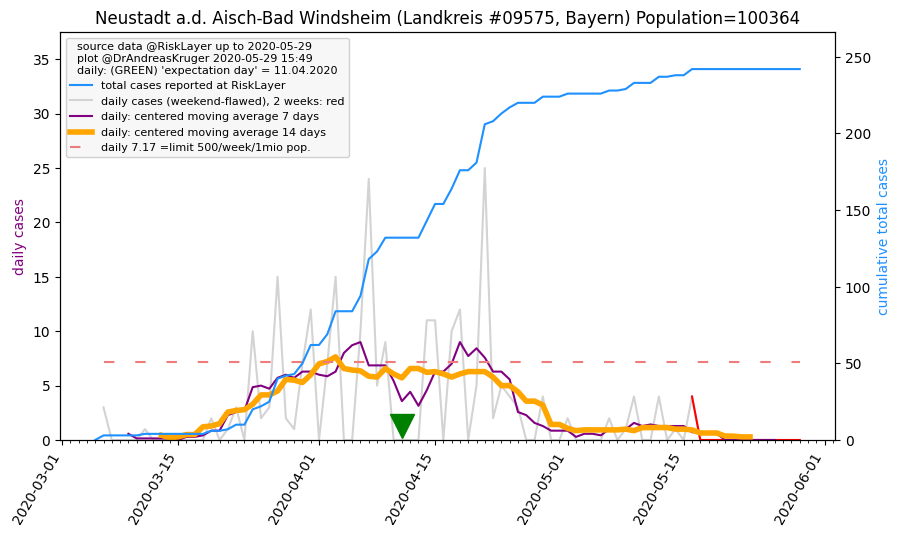 Neustadt a.d. Aisch-Bad Windsheim (Landkreis #09575, Bayern) Population=100364
source data @RiskLayer up to 2020-05-29
plot @DrAndreasKruger 2020-05-29 15:49
daily: (GREEN) 'expectation day' = 11.04.2020
total cases reported at RiskLayer
daily cases (weekend-flawed), 2 weeks: red
daily: centered moving average 7 days
daily: centered moving average 14 days
daily 7.17 =limit 500/week/1mio pop.
daily cases
35
30
25
20
15
10
5
0
250
200
150
100
50
0
cumulative total cases
2020-03-01
2020-03-15
2020-04-01
2020-04-15
2020-05-01
2020-05-15
2020-06-01